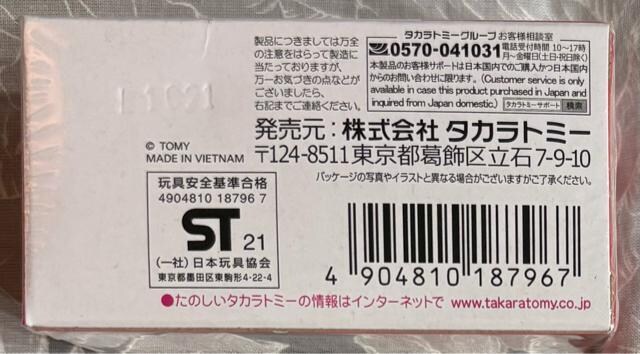 製品につきましては万全
の注意をはらって製造に
当たっておりますが、
万一お気づきの点などが
ございましたら、
右記までご連絡ください。
タカラトミーグループ お客様相談室
0570-041031 電話受付時間 10〜17時
月〜金曜日(土・日・祝日除く)
本製品のお客様サポートは日本国内でのご購入かつ日本国内
からのお問い合わせに限ります。(Customer service is only
available in case this product purchased in Japan and
inquired from Japan domestic.) タカラトミーサポート 検索
発売元：株式会社 タカラトミー
〒124-8511東京都葛飾区立石7-9-10
パッケージの写真やイラストと異なる場合がございますがご了承ください。
© TOMY
MADE IN VIETNAM
玩具安全基準合格
4904810 18796 7
ST 21
(一社)日本玩具協会
東京都墨田区東駒形4-22-4
4 904810 187967
●たのしいタカラトミーの情報はインターネットで www.takaratomy.co.jp